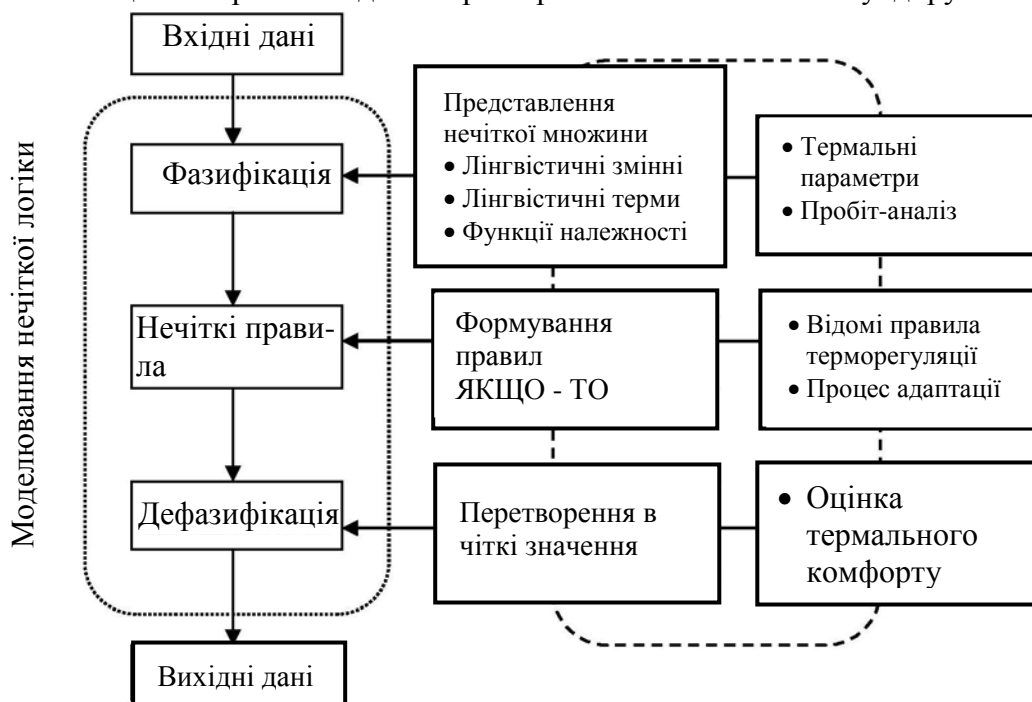 Вхідні дані
Моделювання нечіткої логіки
Фазифікація
Нечіткі прави-
ла
Дефазифікація
Вихідні дані
Представлення
нечіткої множини
• Лінгвістичні змінні
• Лінгвістичні терми
• Функції належності
Формування
правил
ЯКЩО - ТО
Перетворення в
чіткі значення
• Термальні
параметри
• Пробіт-аналіз
• Відомі правила
терморегуляції
• Процес адаптації
• Оцінка
термального
комфорту